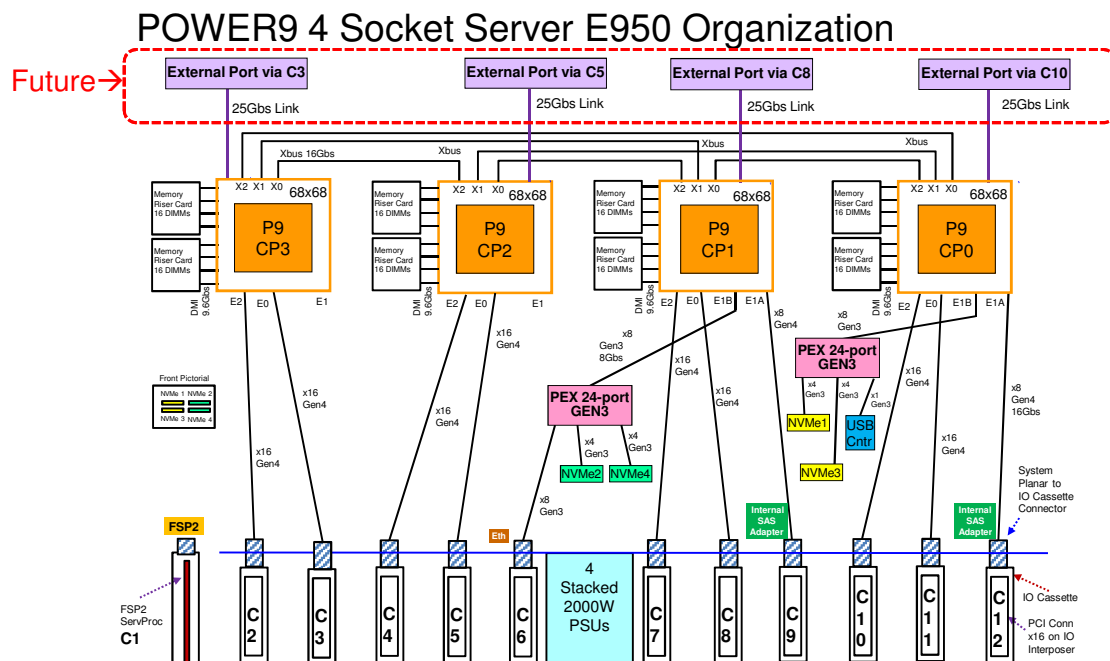 POWER9 4 Socket Server E950 Organization
Future
External Port via C3
External Port via C5
External Port via C8
External Port via C10
25Gbs Link
25Gbs Link
25Gbs Link
25Gbs Link
Xbus 16Gbs
Xbus
Xbus
X2 X1 X0
X2 X1 X0
X2 X1 X0
X2 X1 X0
68x68
68x68
68x68
68x68
Memory
Riser Card
16 DIMMs
Memory
Riser Card
16 DIMMs
P9
CP3
Memory
Riser Card
16 DIMMs
Memory
Riser Card
16 DIMMs
P9
CP2
Memory
Riser Card
16 DIMMs
Memory
Riser Card
16 DIMMs
P9
CP1
Memory
Riser Card
16 DIMMs
Memory
Riser Card
16 DIMMs
P9
CP0
DMI
9.6Gbs
E2 E0 E1
DMI
9.6Gbs
E2 E0 E1
DMI
9.6Gbs
E2 E0 E1B E1A
DMI
9.6Gbs
E2 E0 E1B E1A
x16
Gen4
x8
Gen3
8Gbs
x8
Gen4
x8
Gen3
x16
Gen4
x16
Gen4
x16
Gen4
x16
Gen4
x16
Gen4
x16
Gen4
x16
Gen4
x8
Gen4
16Gbs
Front Pictorial
NVMe 1 NVMe 2
NVMe 3 NVMe 4
PEX 24-port
GEN3
x4
Gen3
x4
Gen3
NVMe2
NVMe4
x8
Gen3
PEX 24-port
GEN3
x4
Gen3
x4
Gen3
x1
Gen3
NVMe1
USB
Cntr
NVMe3
System
Planar to
IO Cassette
Connector
FSP2
Eth
Internal
SAS
Adapter
Internal
SAS
Adapter
FSP2
ServProc
C1
C2
C3
C4
C5
C6
4
Stacked
2000W
PSUs
C7
C8
C9
C10
C11
C12
IO Cassette
PCI Conn
x16 on IO
Interposer